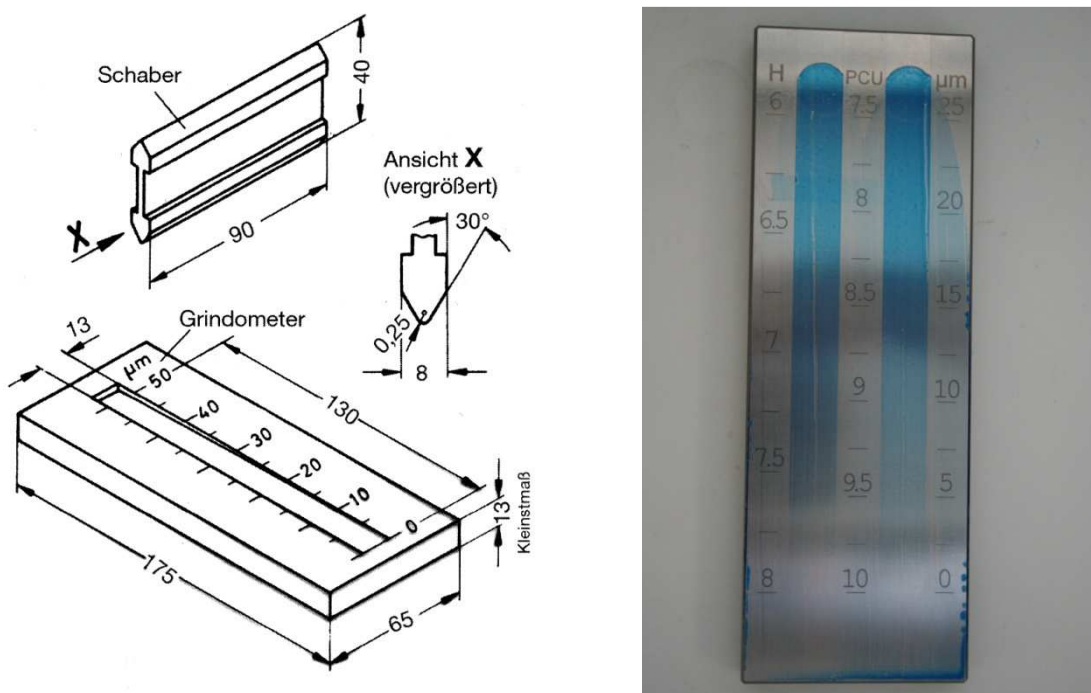 Schaber
40
90
X
Ansicht X
(vergrößert)
30°
0,25
8
Grindometer
13
µm
50
40
30
20
10
0
130
13
Kleinstmaß
175
65
H PCU µm
6 7.5 25
8 20
6.5
8.5 15
7
9 10
7.5
9.5 5
8 10 0